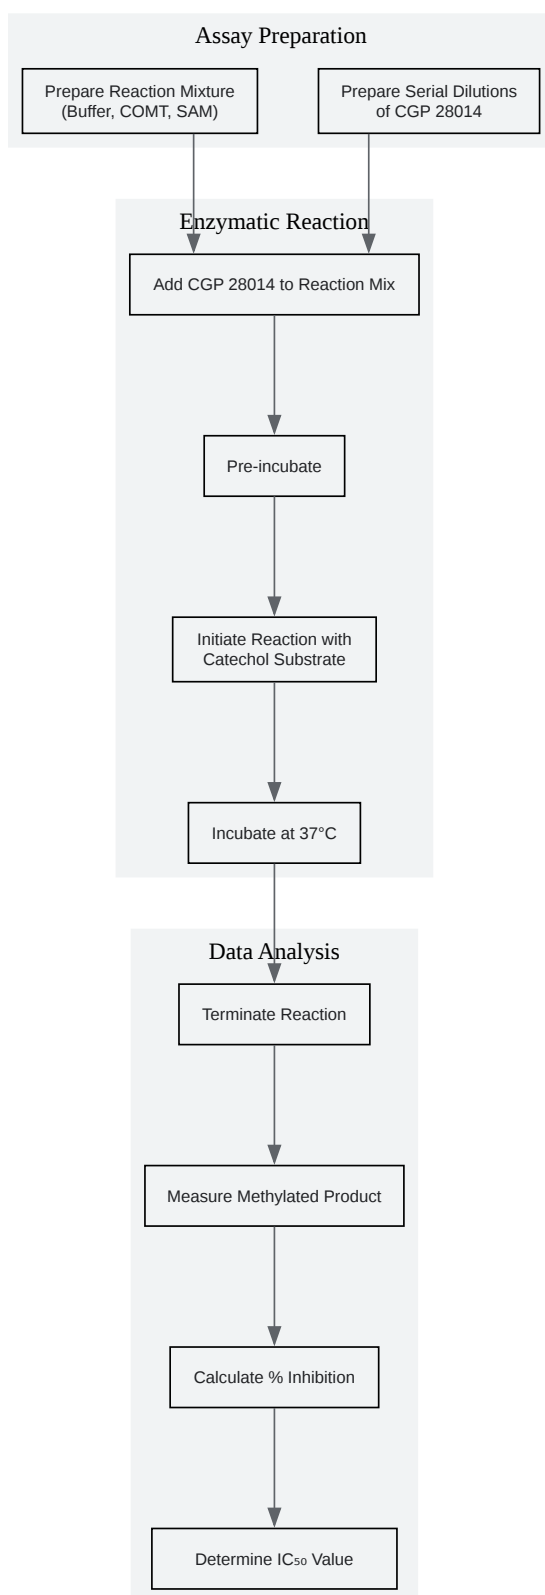 Assay Preparation
Prepare Reaction Mixture
(Buffer, COMT, SAM)
Prepare Serial Dilutions
of CGP 28014
Enzymatic Reaction
Add CGP 28014 to Reaction Mix
Pre-incubate
Initiate Reaction with
Catechol Substrate
Incubate at 37°C
Data Analysis
Terminate Reaction
Measure Methylated Product
Calculate % Inhibition
Determine IC₅₀ Value